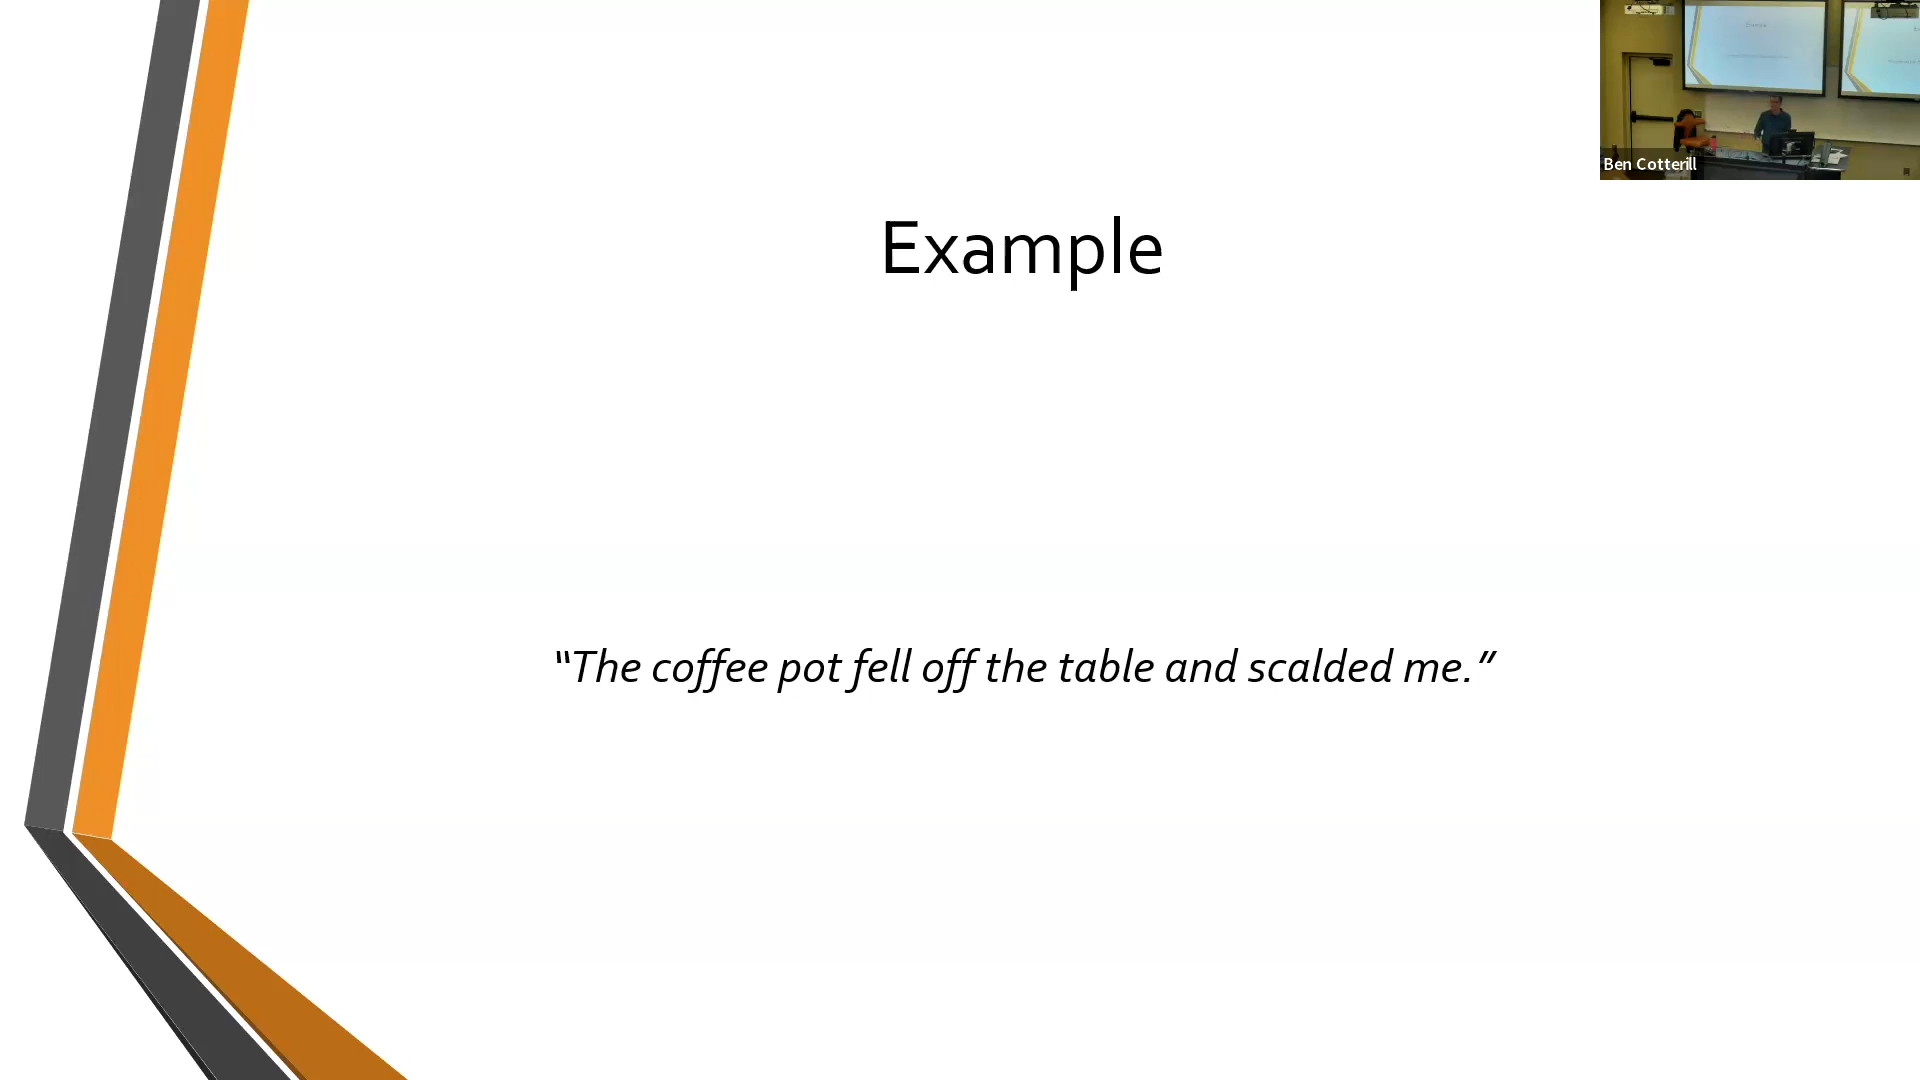 Ben Cotterill
Example
“The coffee pot fell off the table and scalded me.”